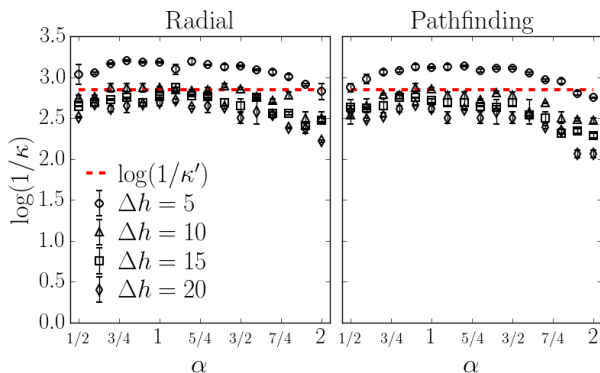 Radial
Pathfinding
log(1/κ)
3.5
3.0
2.5
2.0
1.5
1.0
0.5
0.0
log(1/κ′)
Δh = 5
Δh = 10
Δh = 15
Δh = 20
1/2 3/4 1 5/4 3/2 7/4 2
1/2 3/4 1 5/4 3/2 7/4 2
α
α